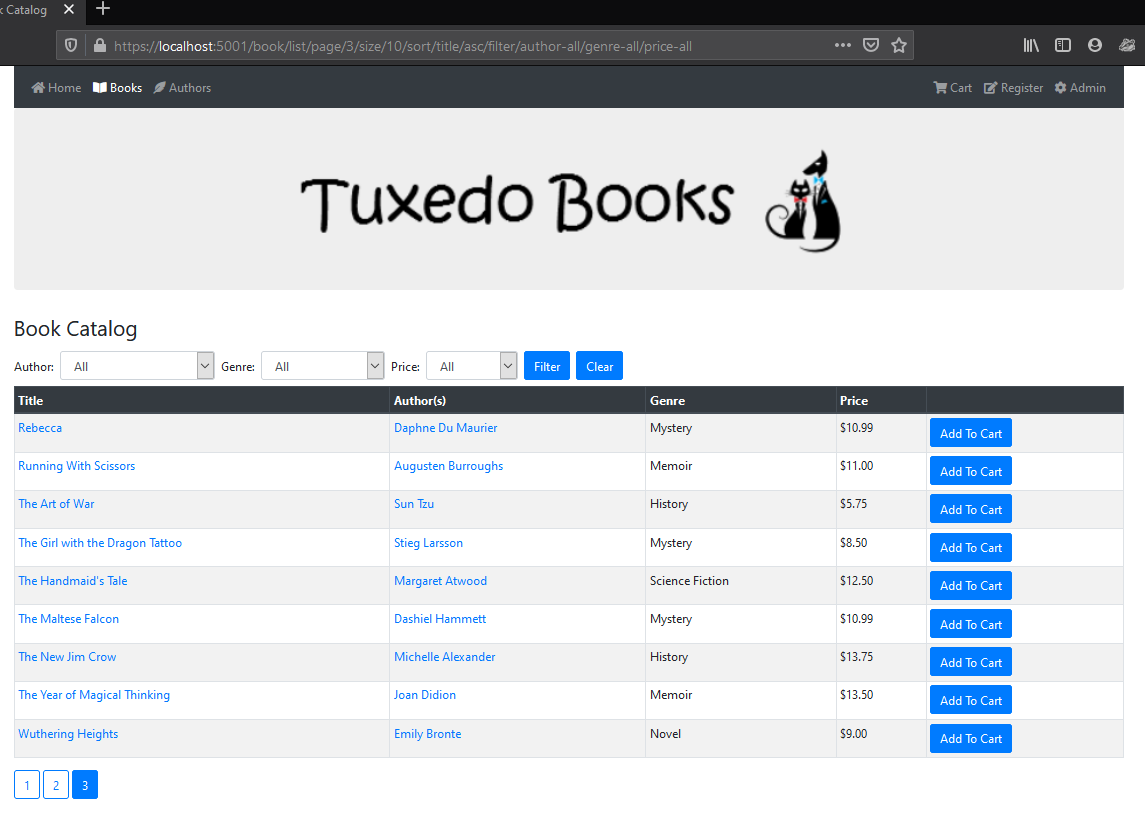 k Catalog
https://localhost:5001/book/list/page/3/size/10/sort/title/asc/filter/author-all/genre-all/price-all
Home Books Authors Cart Register Admin
Tuxedo Books
Book Catalog
Author: All Genre: All Price: All Filter Clear
Title Author(s) Genre Price
Rebecca Daphne Du Maurier Mystery $10.99 Add To Cart
Running With Scissors Augusten Burroughs Memoir $11.00 Add To Cart
The Art of War Sun Tzu History $5.75 Add To Cart
The Girl with the Dragon Tattoo Stieg Larsson Mystery $8.50 Add To Cart
The Handmaid's Tale Margaret Atwood Science Fiction $12.50 Add To Cart
The Maltese Falcon Dashiel Hammett Mystery $10.99 Add To Cart
The New Jim Crow Michelle Alexander History $13.75 Add To Cart
The Year of Magical Thinking Joan Didion Memoir $13.50 Add To Cart
Wuthering Heights Emily Bronte Novel $9.00 Add To Cart
1 2 3